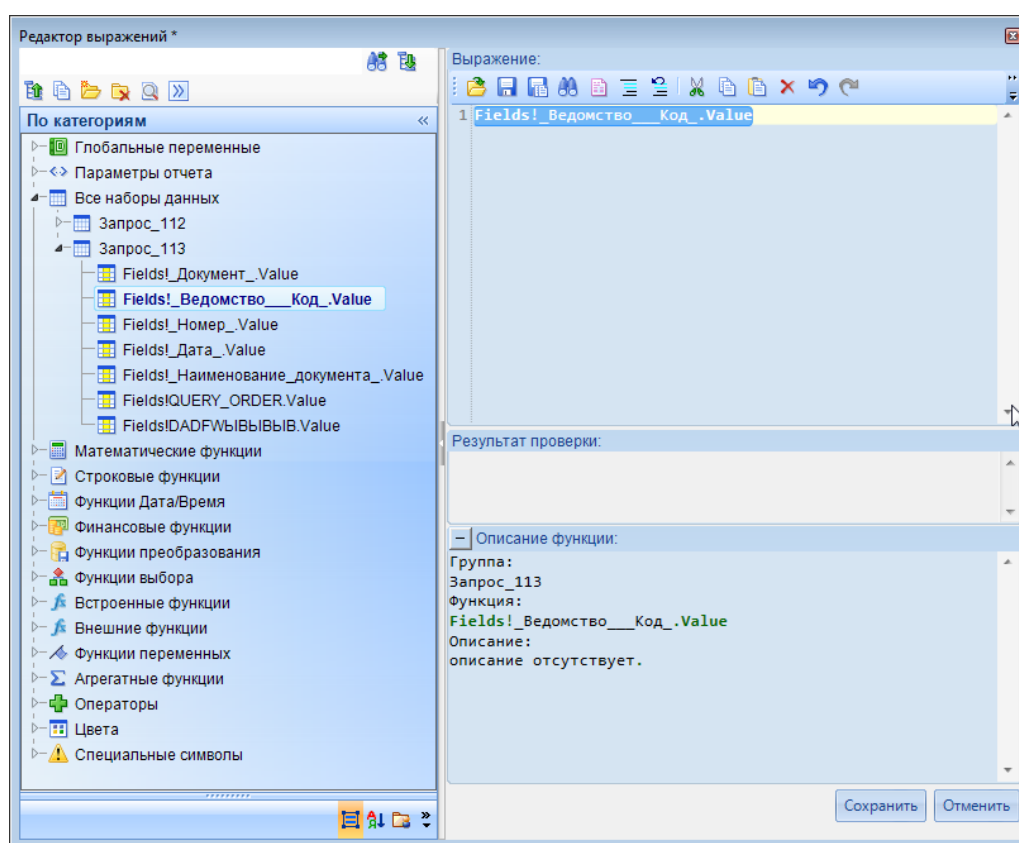 Редактор выражений *
По категориям
Глобальные переменные
Параметры отчета
Все наборы данных
Запрос_112
Запрос_113
Fields!_Документ_.Value
Fields!_Ведомство___Код_.Value
Fields!_Номер_.Value
Fields!_Дата_.Value
Fields!_Наименование_документа_.Value
Fields!QUERY_ORDER.Value
Fields!DADFWЫВЫВЫВ.Value
Математические функции
Строковые функции
Функции Дата/Время
Финансовые функции
Функции преобразования
Функции выбора
Встроенные функции
Внешние функции
Функции переменных
Агрегатные функции
Операторы
Цвета
Специальные символы
Выражение:
1 Fields!_Ведомство___Код_.Value
Результат проверки:
Описание функции:
Группа:
Запрос_113
Функция:
Fields!_Ведомство___Код_.Value
Описание:
описание отсутствует.
Сохранить Отменить